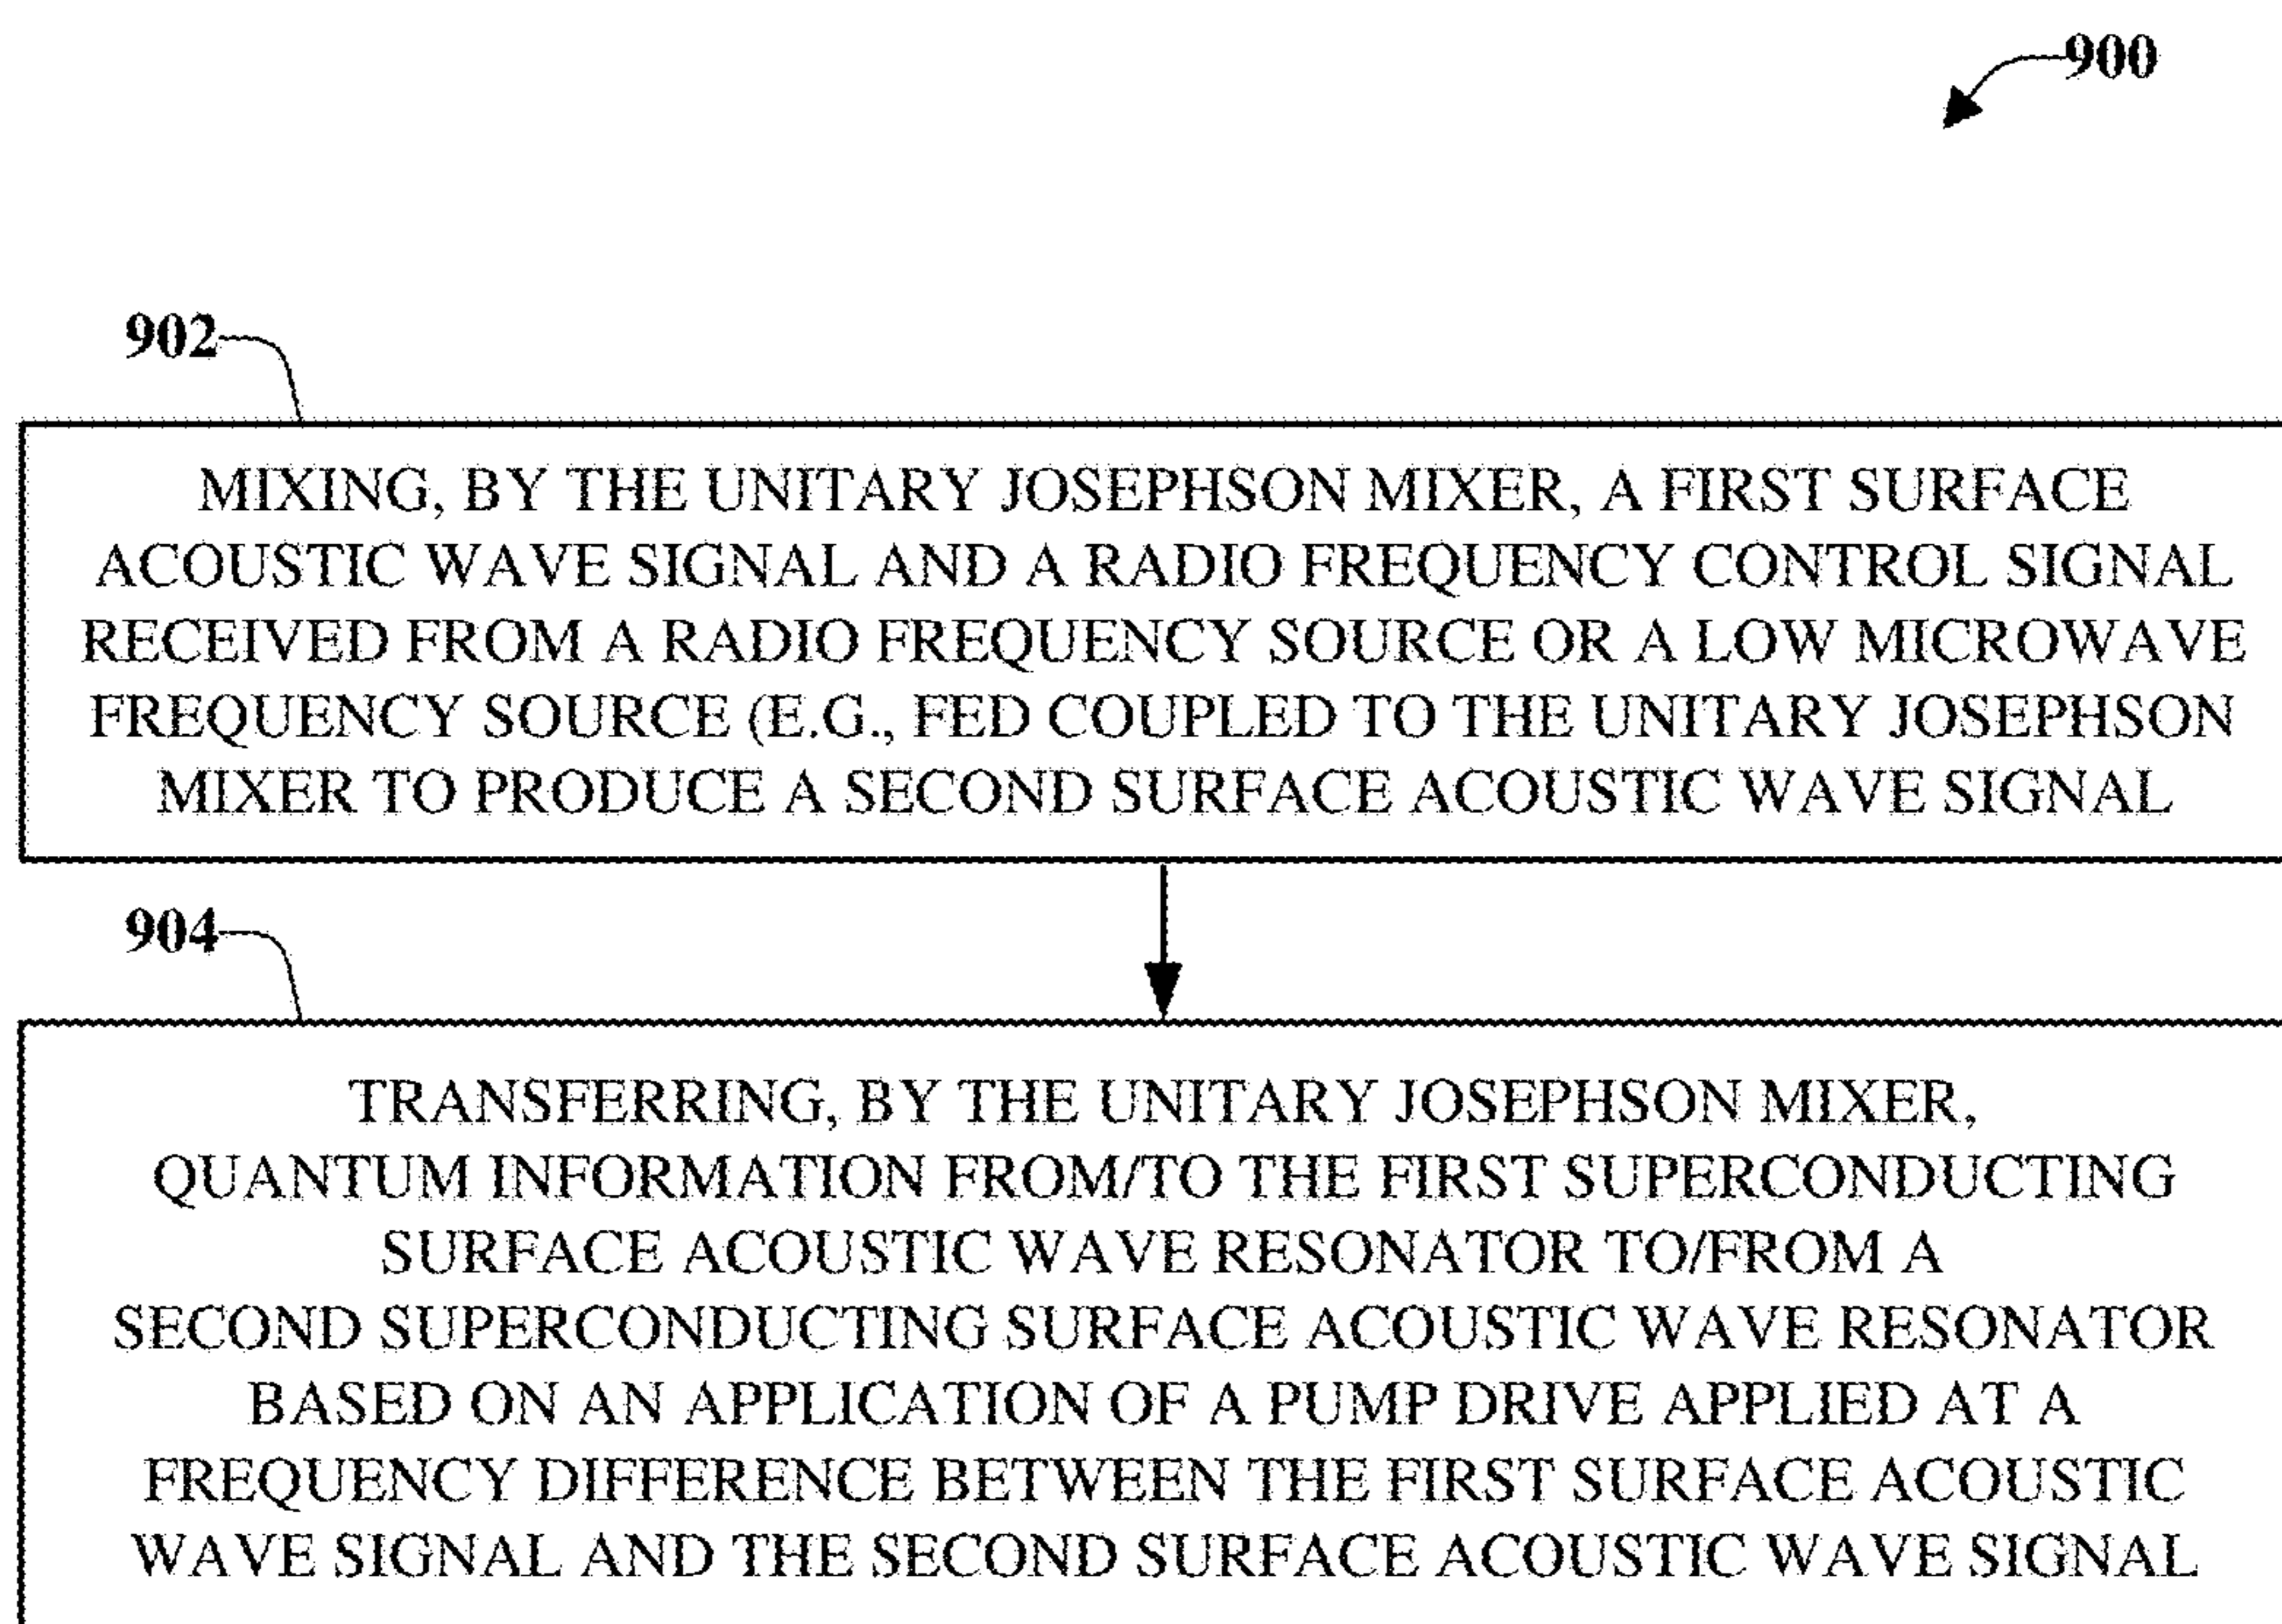 900
902
MIXING, BY THE UNITARY JOSEPHSON MIXER, A FIRST SURFACE
ACOUSTIC WAVE SIGNAL AND A RADIO FREQUENCY CONTROL SIGNAL
RECEIVED FROM A RADIO FREQUENCY SOURCE OR A LOW MICROWAVE
FREQUENCY SOURCE (E.G., FED COUPLED TO THE UNITARY JOSEPHSON
MIXER TO PRODUCE A SECOND SURFACE ACOUSTIC WAVE SIGNAL
904
TRANSFERRING, BY THE UNITARY JOSEPHSON MIXER,
QUANTUM INFORMATION FROM/TO THE FIRST SUPERCONDUCTING
SURFACE ACOUSTIC WAVE RESONATOR TO/FROM A
SECOND SUPERCONDUCTING SURFACE ACOUSTIC WAVE RESONATOR
BASED ON AN APPLICATION OF A PUMP DRIVE APPLIED AT A
FREQUENCY DIFFERENCE BETWEEN THE FIRST SURFACE ACOUSTIC
WAVE SIGNAL AND THE SECOND SURFACE ACOUSTIC WAVE SIGNAL